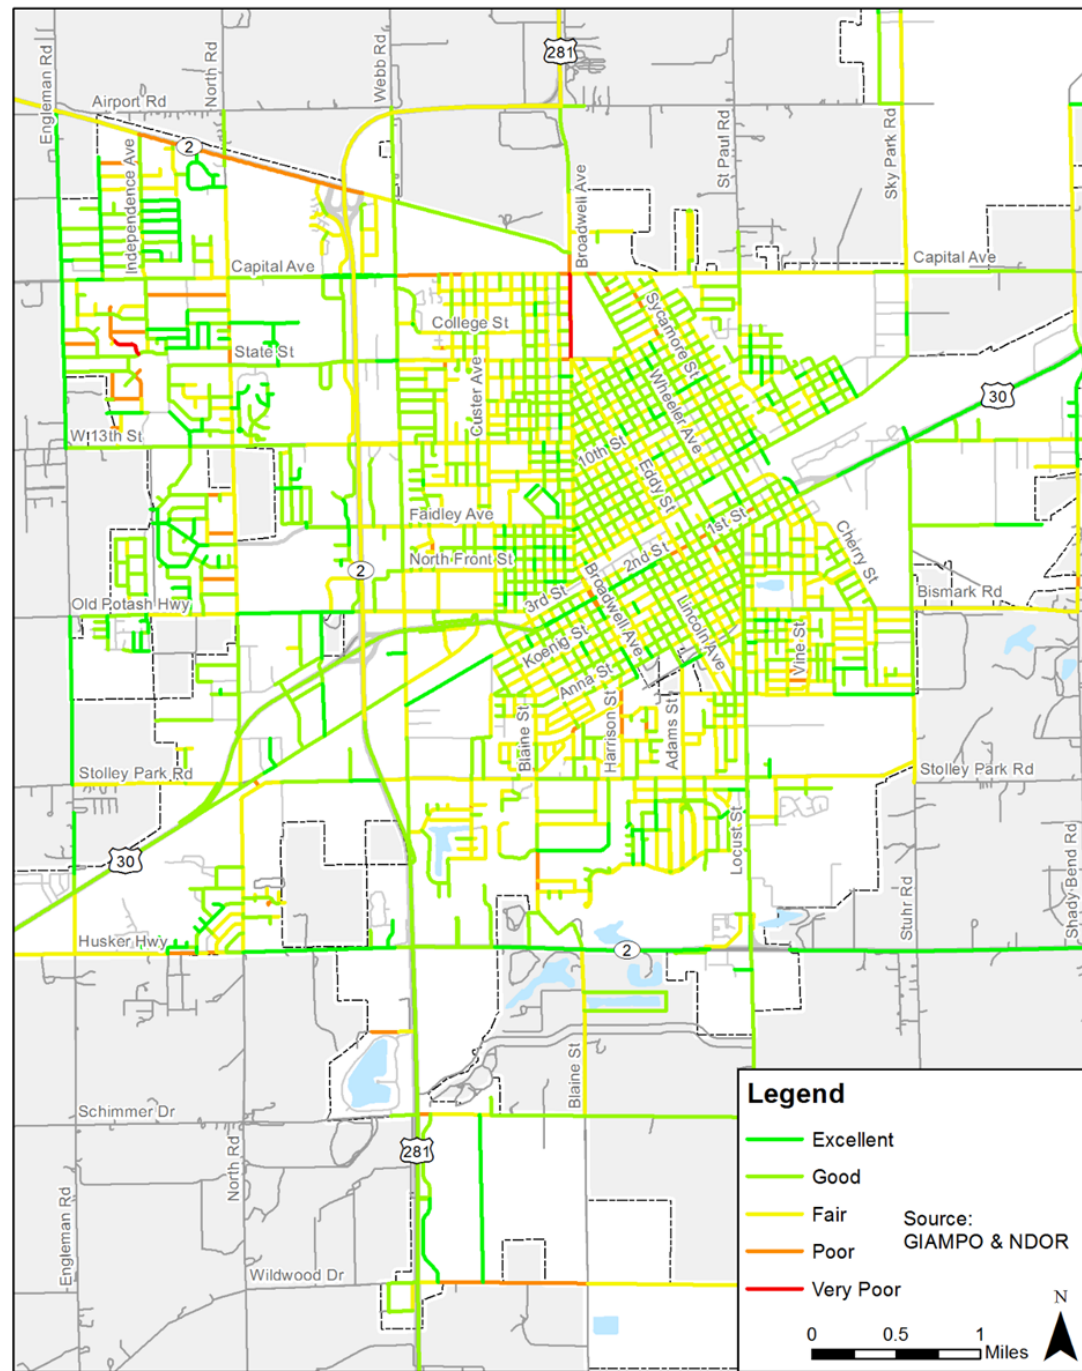 281
Engleman Rd
North Rd
Webb Rd
Airport Rd
2
Independence Ave
Broadwell Ave
St Paul Rd
Sky Park Rd
Capital Ave
Capital Ave
College St
Sycamore St
State St
Custer Ave
Wheeler Ave
30
W 13th St
10th St
Eddy St
Faidley Ave
1st St
Cherry St
North Front St
2nd St
2
3rd St
Broadwell Ave
Lincoln Ave
Old Potash Hwy
Bismark Rd
Koenig St
Vine St
Anna St
Blaine St
Harrison St
Adams St
Stolley Park Rd
Stolley Park Rd
Locust St
30
Stuhr Rd
Shady Bend Rd
Husker Hwy
2
Blaine St
Schimmer Dr
North Rd
281
Engleman Rd
Wildwood Dr
Legend
Excellent
Good
Fair
Poor
Very Poor
Source:
GIAMPO & NDOR
N
0 0.5 1
Miles